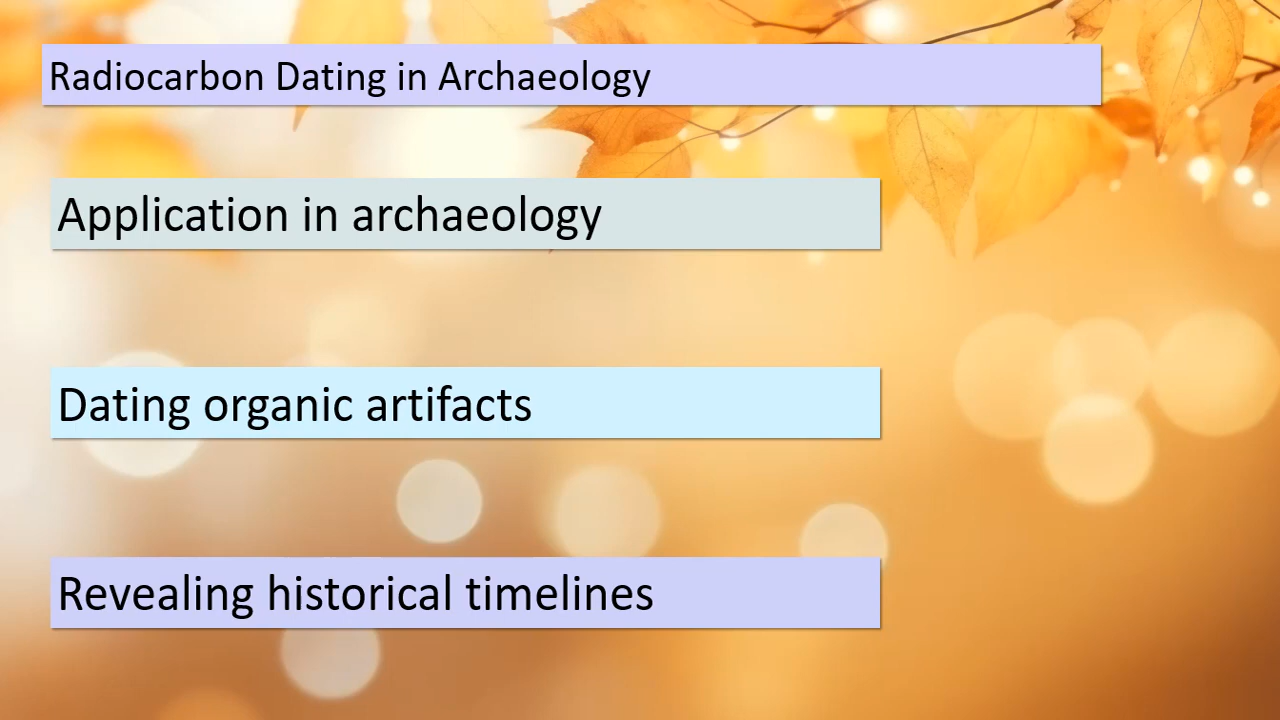 Radiocarbon Dating in Archaeology
Application in archaeology
Dating organic artifacts
Revealing historical timelines